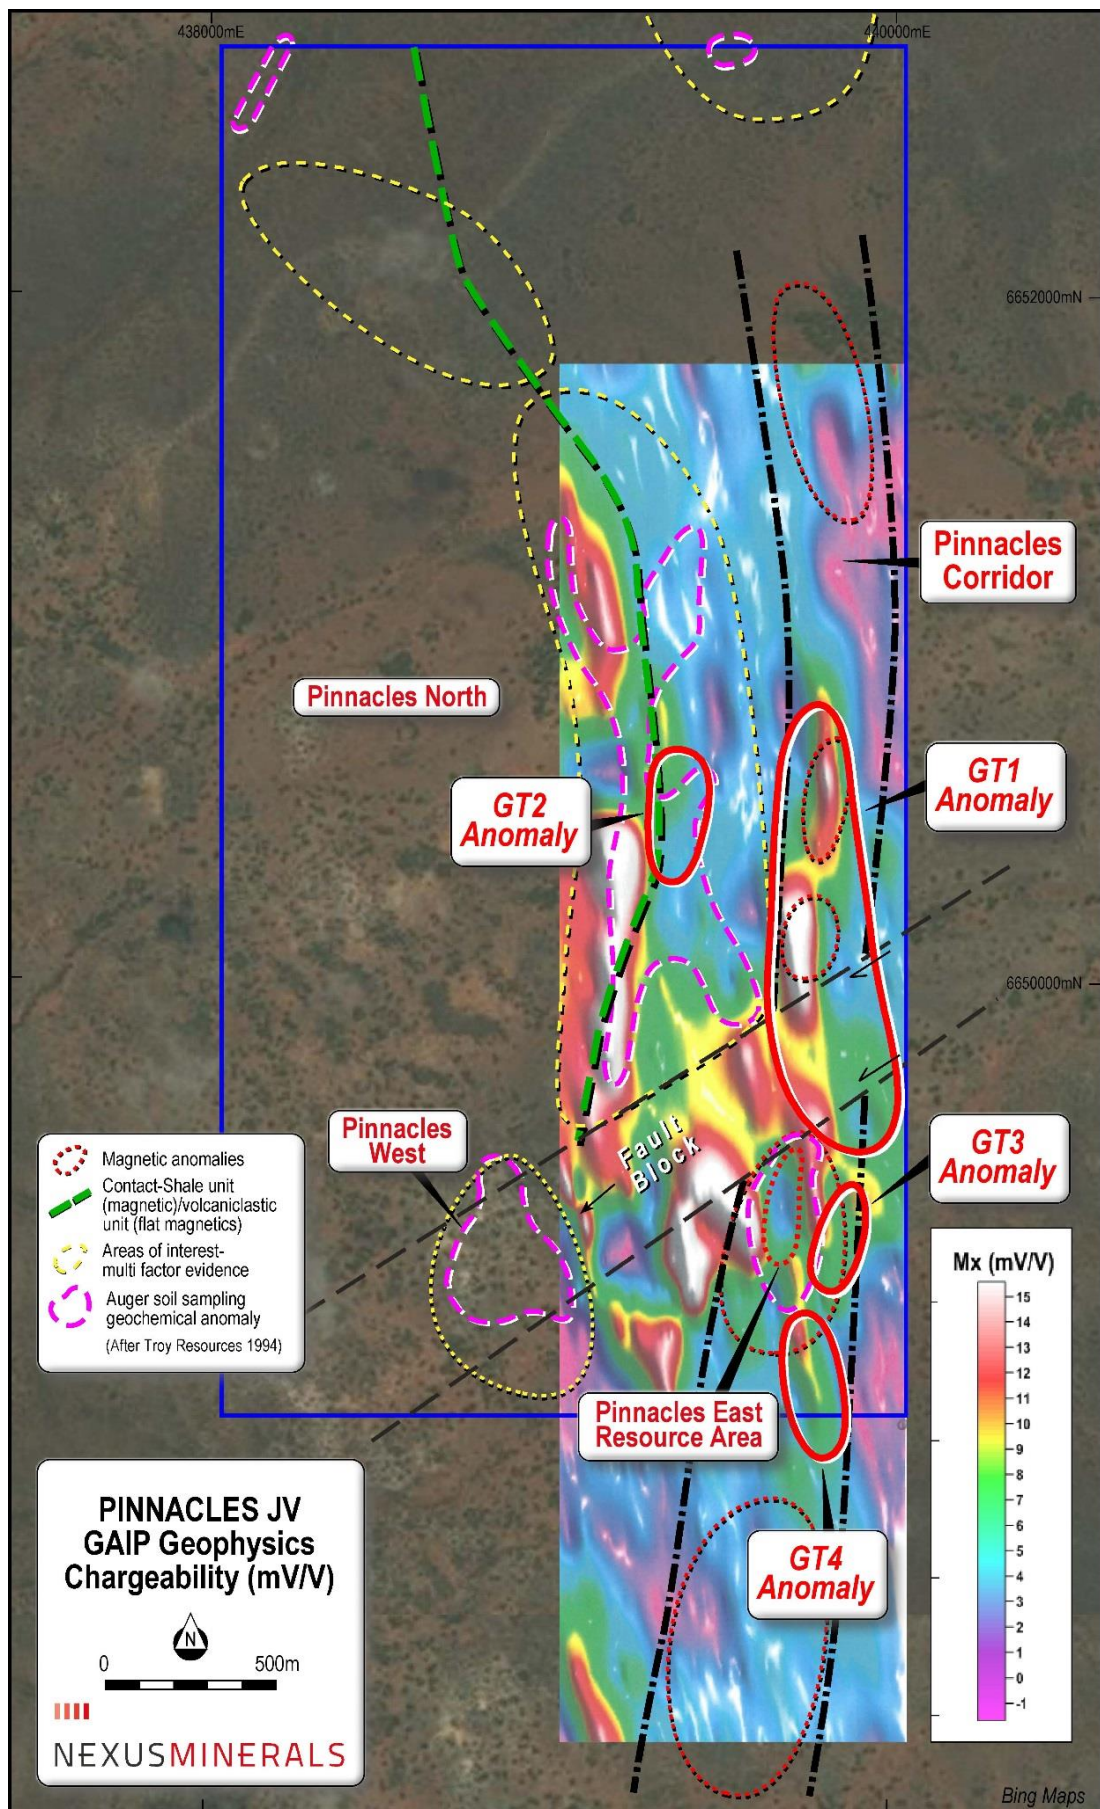 438000mE
440000mE
6652000mN
Pinnacles
Corridor
Pinnacles North
GT2
Anomaly
GT1
Anomaly
6650000mN
Pinnacles
West
Fault
Block
GT3
Anomaly
Magnetic anomalies
Contact-Shale unit
(magnetic)/volcaniclastic
unit (flat magnetics)
Areas of interest-
multi factor evidence
Auger soil sampling
geochemical anomaly
(After Troy Resources 1994)
Pinnacles East
Resource Area
Mx (mV/V)
15
14
13
12
11
10
9
8
7
6
5
4
3
2
1
0
-1
GT4
Anomaly
PINNACLES JV
GAIP Geophysics
Chargeability (mV/V)
N
0 500m
NEXUSMINERALS
Bing Maps